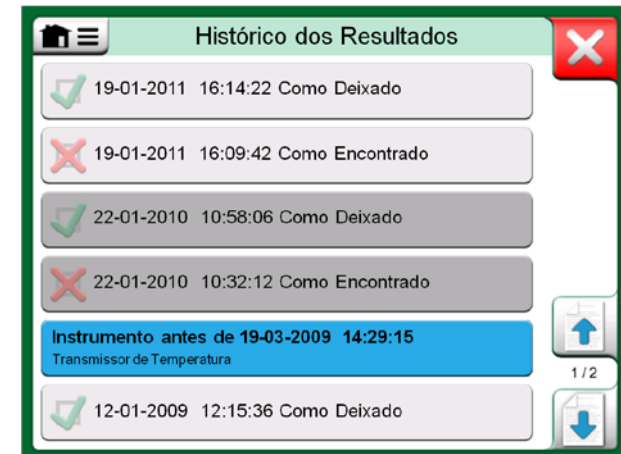 Histórico dos Resultados
19-01-2011 16:14:22 Como Deixado
19-01-2011 16:09:42 Como Encontrado
22-01-2010 10:58:06 Como Deixado
22-01-2010 10:32:12 Como Encontrado
Instrumento antes de 19-03-2009 14:29:15
Transmissor de Temperatura
1 / 2
12-01-2009 12:15:36 Como Deixado